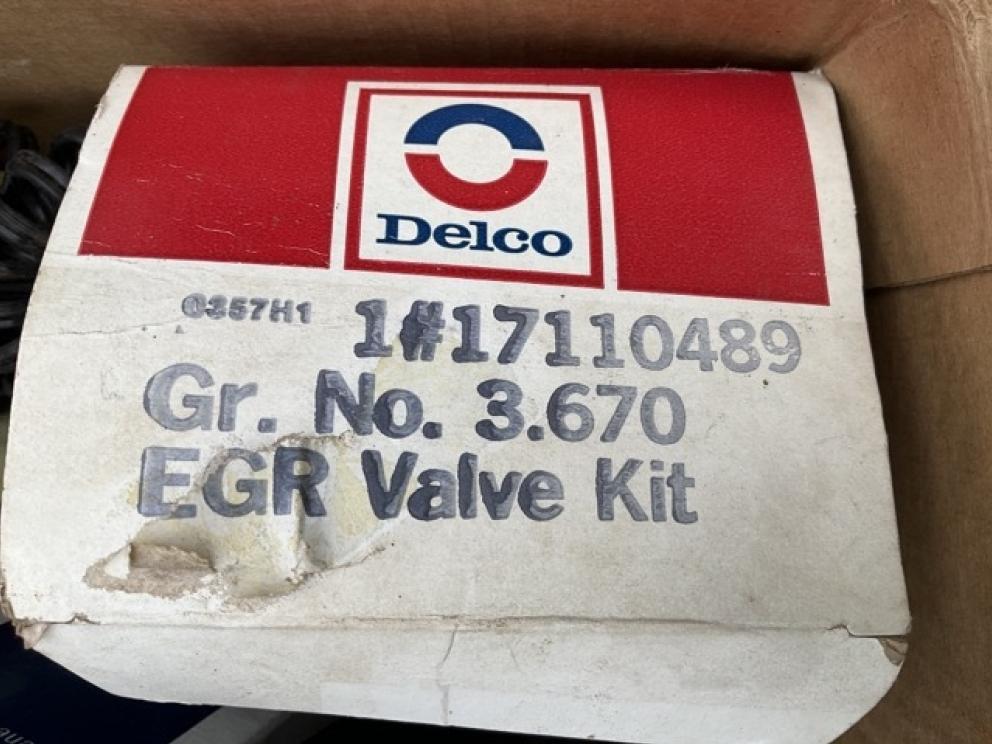 Delco
0357H1
1#17110489
Gr. No. 3.670
EGR Valve Kit